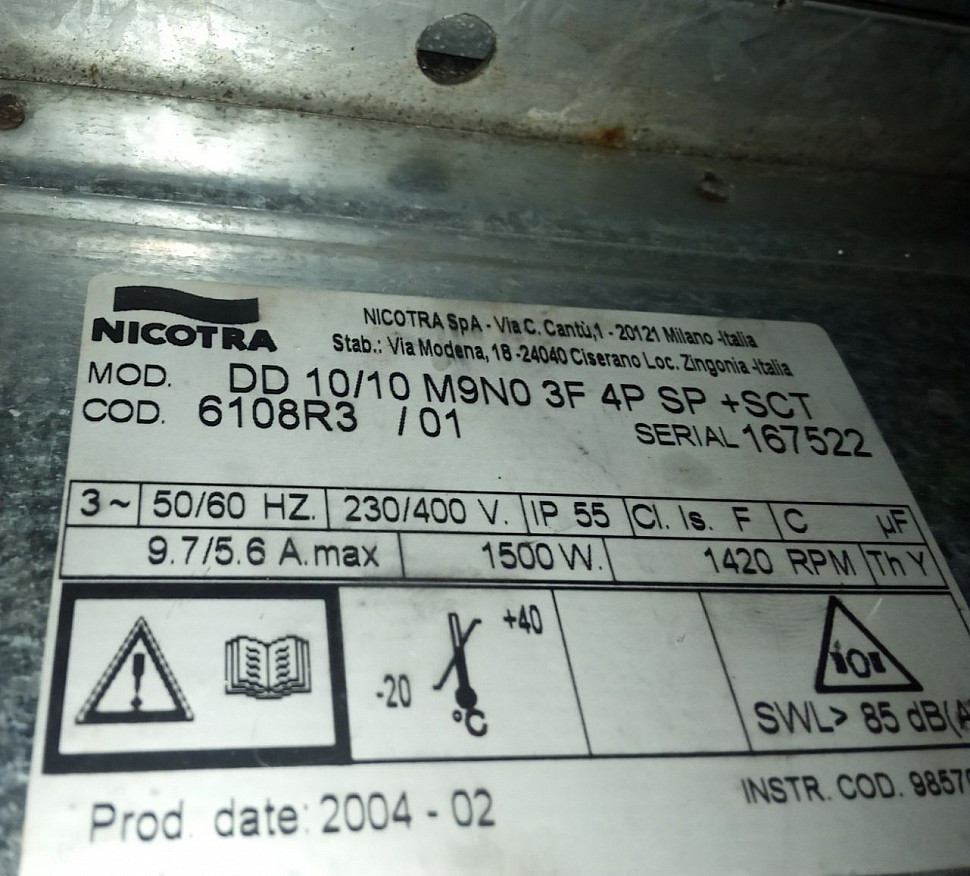 NICOTRA
NICOTRA SpA - Via C. Cantù,1 - 20121 Milano -Italia
Stab.: Via Modena, 18 -24040 Ciserano Loc. Zingonia -Italia
MOD. DD 10/10 M9N0 3F 4P SP +SCT
COD. 6108R3 /01
SERIAL 167522
3~ 50/60 HZ. 230/400 V. IP 55 Cl. Is. F C µF
9.7/5.6 A.max 1500 W. 1420 RPM Th Y
+40
-20
°C
SWL> 85 dB(A
Prod. date: 2004 - 02
INSTR. COD. 9857